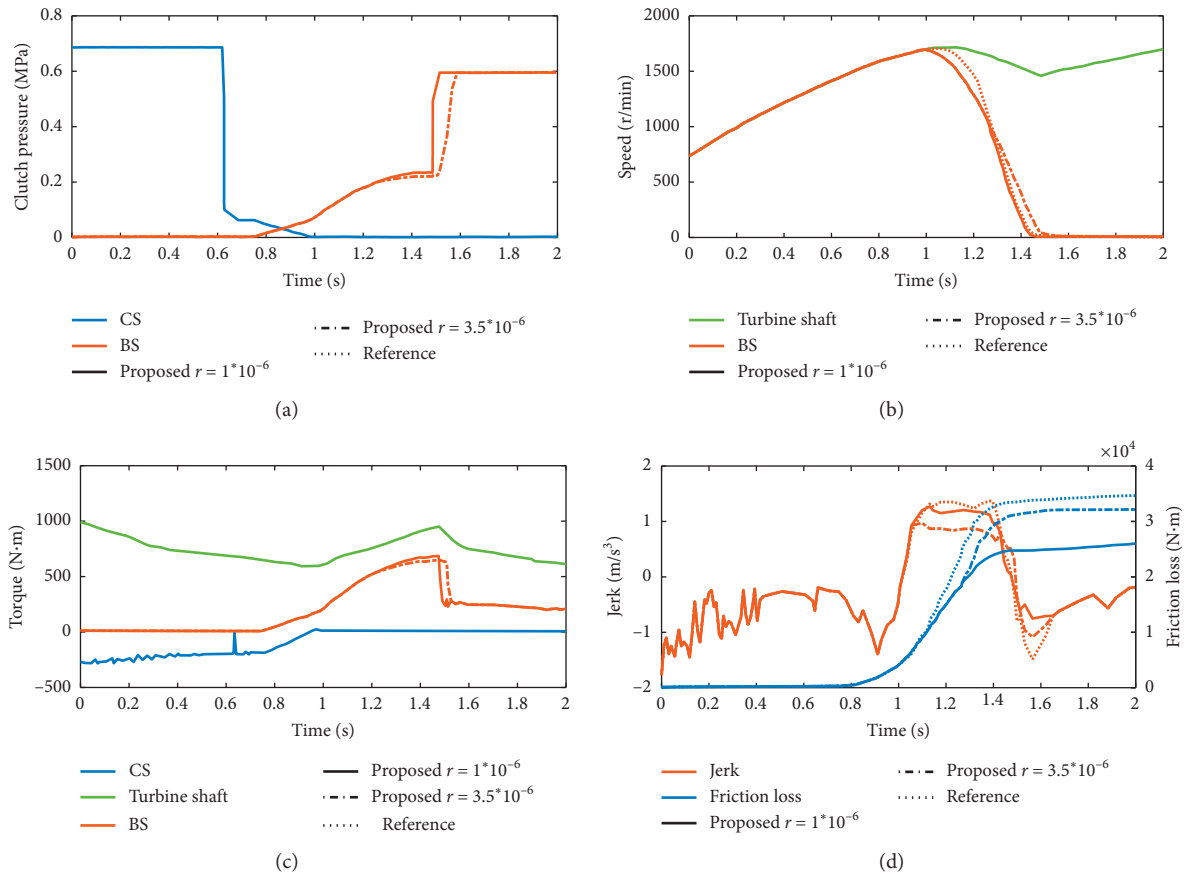 Clutch pressure (MPa)
0.8
0.6
0.4
0.2
0
0 0.2 0.4 0.6 0.8 1 1.2 1.4 1.6 1.8 2
Time (s)
CS
BS
Proposed r = 1*10⁻⁶
Proposed r = 3.5*10⁻⁶
Reference
(a)
Speed (r/min)
2000
1500
1000
500
0
0 0.2 0.4 0.6 0.8 1 1.2 1.4 1.6 1.8 2
Time (s)
Turbine shaft
BS
Proposed r = 1*10⁻⁶
Proposed r = 3.5*10⁻⁶
Reference
(b)
Torque (N·m)
1500
1000
500
0
−500
0 0.2 0.4 0.6 0.8 1 1.2 1.4 1.6 1.8 2
Time (s)
CS
Turbine shaft
BS
Proposed r = 1*10⁻⁶
Proposed r = 3.5*10⁻⁶
Reference
(c)
Jerk (m/s³)
2
1
0
−1
−2
×10⁴
4
3
2
1
0
Friction loss (N·m)
0 0.2 0.4 0.6 0.8 1 1.2 1.4 1.6 1.8 2
Time (s)
Jerk
Friction loss
Proposed r = 1*10⁻⁶
Proposed r = 3.5*10⁻⁶
Reference
(d)